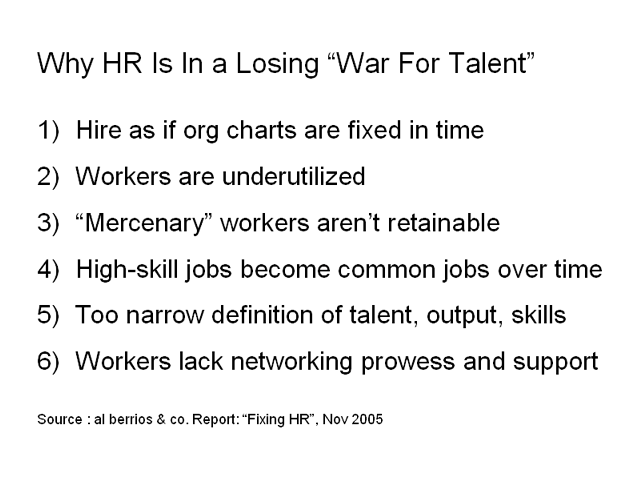 Why HR Is In a Losing “War For Talent”
1) Hire as if org charts are fixed in time
2) Workers are underutilized
3) “Mercenary” workers aren’t retainable
4) High-skill jobs become common jobs over time
5) Too narrow definition of talent, output, skills
6) Workers lack networking prowess and support
Source : al berrios & co. Report: “Fixing HR”, Nov 2005